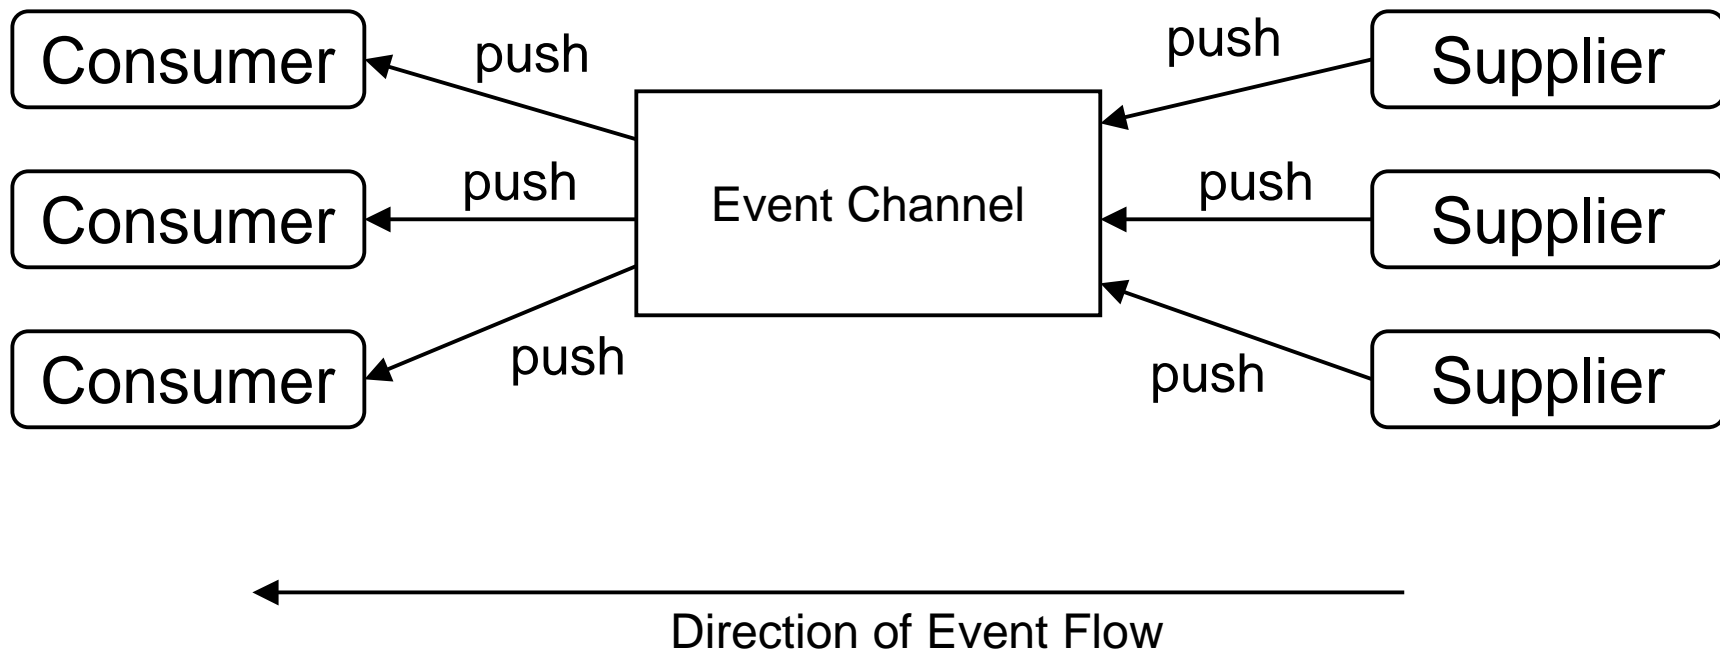 Consumer
push
push
Supplier
Consumer
push
Event Channel
push
Supplier
Consumer
push
push
Supplier
Direction of Event Flow